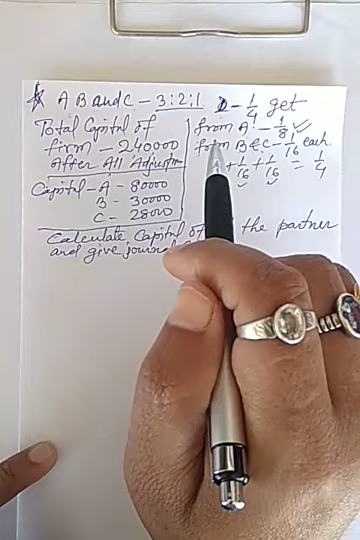 A B and C - 3:2:1 D - 1/4 get
Total Capital of
firm - 240000
After All Adjustm
Capital - A - 80000
B - 30000
C - 28000
from A - 1/8 ✓
from B & C - 1/16 each
+ 1/16 + 1/16 = 1/4
Calculate Capital of the partner
and give journal